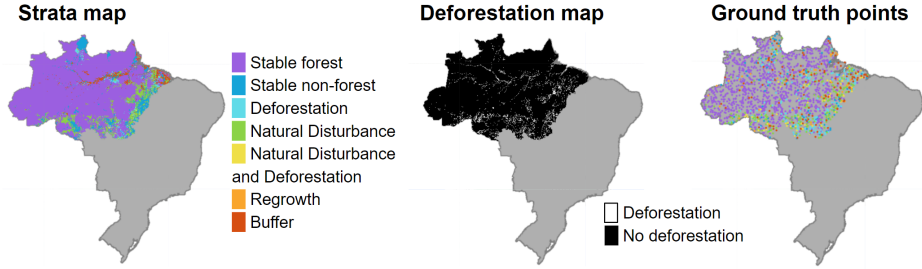 Strata map
Stable forest
Stable non-forest
Deforestation
Natural Disturbance
Natural Disturbance
and Deforestation
Regrowth
Buffer
Deforestation map
Deforestation
No deforestation
Ground truth points